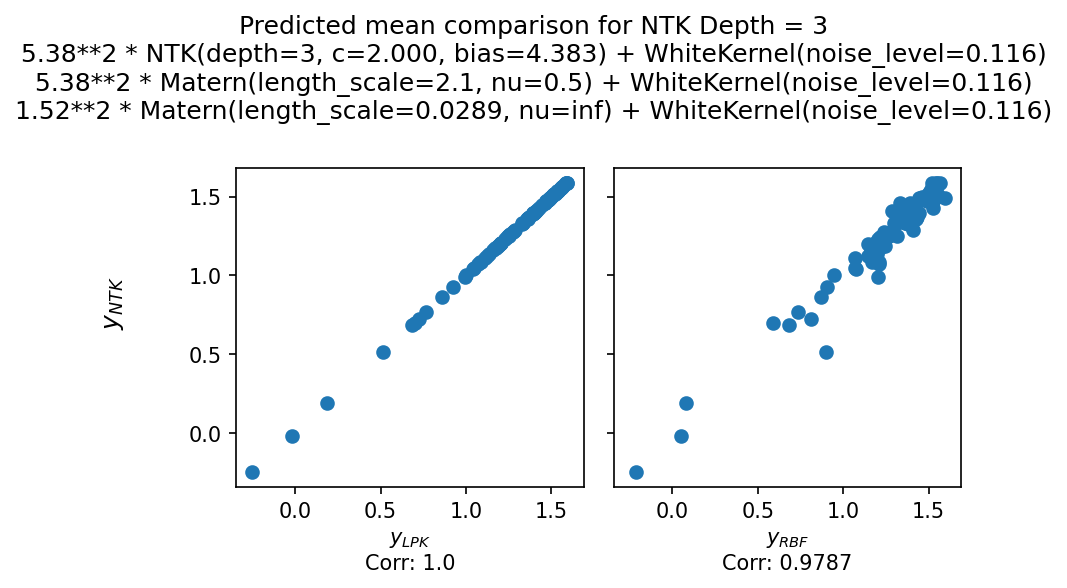 Predicted mean comparison for NTK Depth = 3
5.38**2 * NTK(depth=3, c=2.000, bias=4.383) + WhiteKernel(noise_level=0.116)
5.38**2 * Matern(length_scale=2.1, nu=0.5) + WhiteKernel(noise_level=0.116)
1.52**2 * Matern(length_scale=0.0289, nu=inf) + WhiteKernel(noise_level=0.116)
1.5
1.0
0.5
0.0
y_NTK
0.0 0.5 1.0 1.5
0.0 0.5 1.0 1.5
y_LPK
Corr: 1.0
y_RBF
Corr: 0.9787